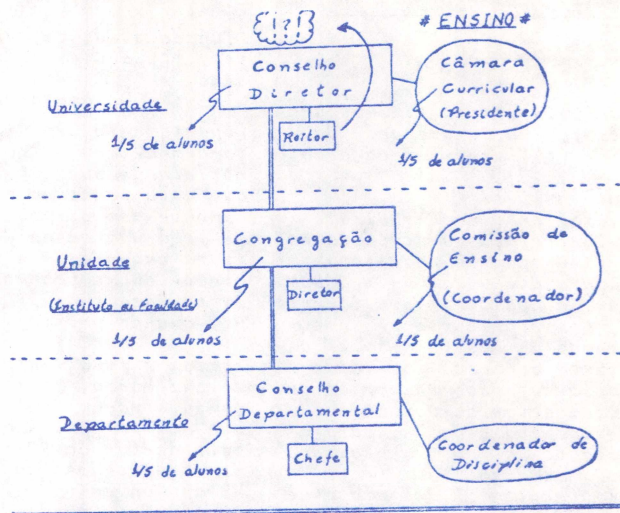 # ENSINO #
Conselho
Diretor
Câmara
Curricular
(Presidente)
Universidade
1/5 de alunos
Reitor
1/5 de alunos
Congregação
Comissão de
Ensino
(Coordenador)
Unidade
(Instituto ou Faculdade)
Diretor
1/5 de alunos
1/5 de alunos
Conselho
Departamental
Departamento
Chefe
1/5 de alunos
Coordenador de
Disciplina